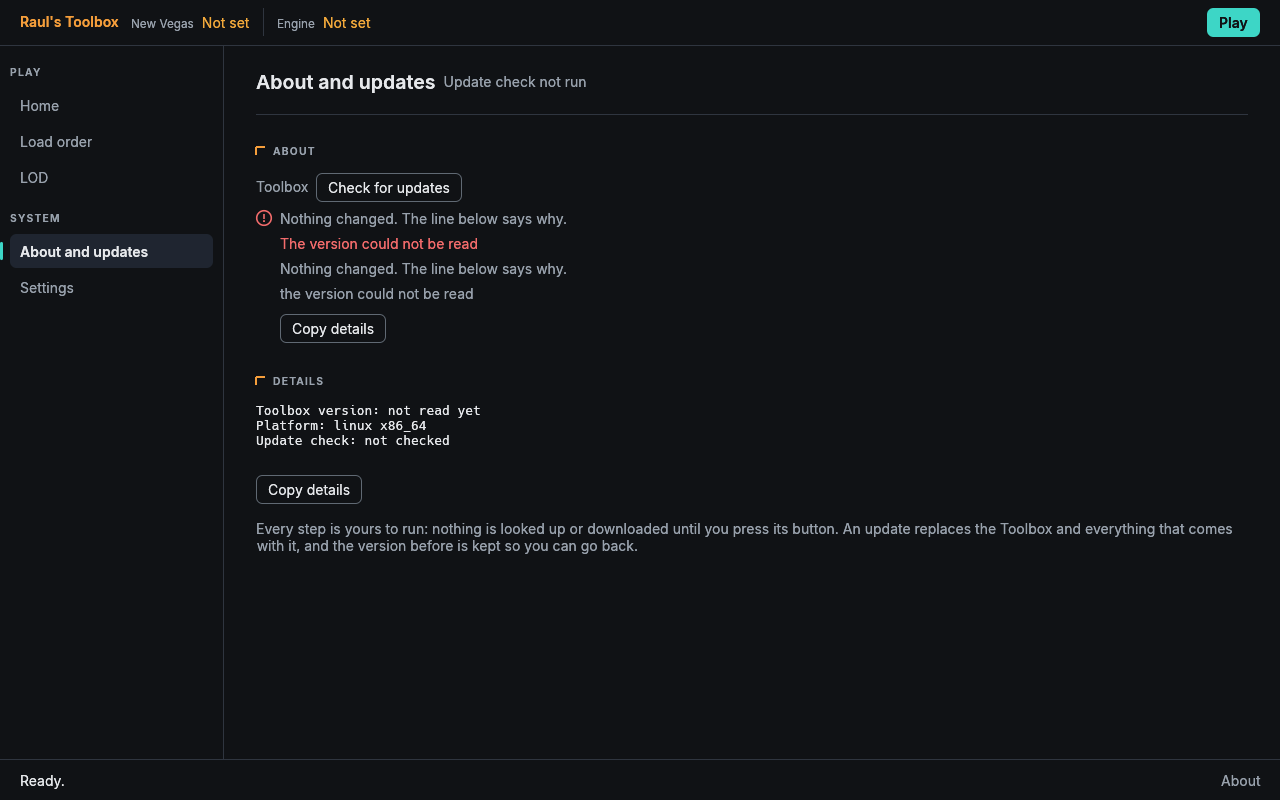 Raul's Toolbox New Vegas Not set Engine Not set Play
PLAY
Home
Load order
LOD
SYSTEM
About and updates
Settings
About and updates Update check not run
ABOUT
Toolbox Check for updates
Nothing changed. The line below says why.
The version could not be read
Nothing changed. The line below says why.
the version could not be read
Copy details
DETAILS
Toolbox version: not read yet
Platform: linux x86_64
Update check: not checked
Copy details
Every step is yours to run: nothing is looked up or downloaded until you press its button. An update replaces the Toolbox and everything that comes
with it, and the version before is kept so you can go back.
Ready. About